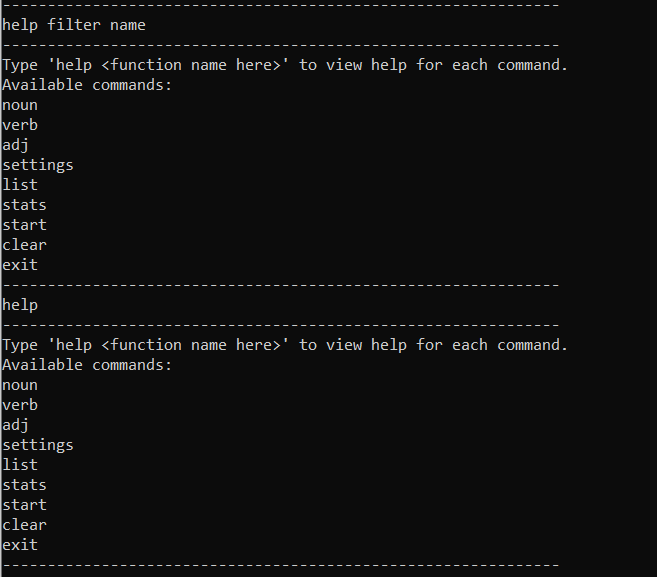 --------------------------------------------------------------
help filter name
--------------------------------------------------------------
Type 'help <function name here>' to view help for each command.
Available commands:
noun
verb
adj
settings
list
stats
start
clear
exit
--------------------------------------------------------------
help
--------------------------------------------------------------
Type 'help <function name here>' to view help for each command.
Available commands:
noun
verb
adj
settings
list
stats
start
clear
exit
--------------------------------------------------------------